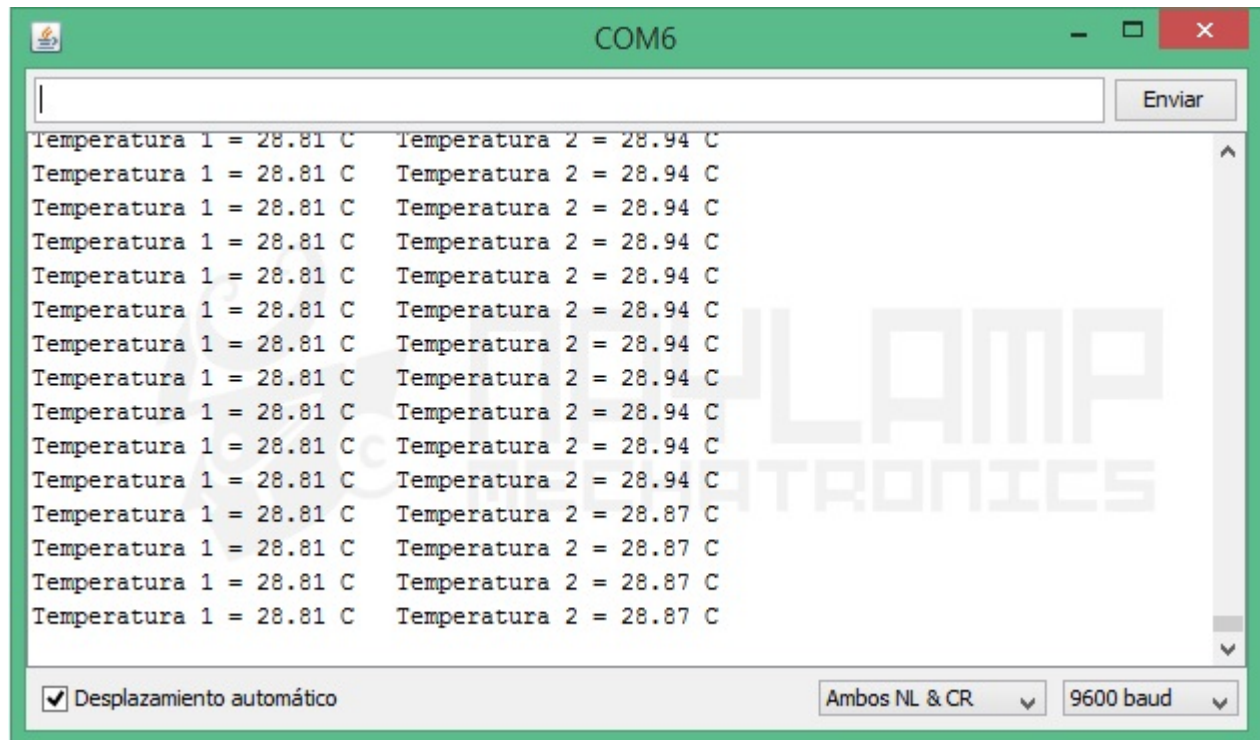 COM6
Enviar
Temperatura 1 = 28.81 C   Temperatura 2 = 28.94 C
Temperatura 1 = 28.81 C   Temperatura 2 = 28.94 C
Temperatura 1 = 28.81 C   Temperatura 2 = 28.94 C
Temperatura 1 = 28.81 C   Temperatura 2 = 28.94 C
Temperatura 1 = 28.81 C   Temperatura 2 = 28.94 C
Temperatura 1 = 28.81 C   Temperatura 2 = 28.94 C
Temperatura 1 = 28.81 C   Temperatura 2 = 28.94 C
Temperatura 1 = 28.81 C   Temperatura 2 = 28.94 C
Temperatura 1 = 28.81 C   Temperatura 2 = 28.94 C
Temperatura 1 = 28.81 C   Temperatura 2 = 28.94 C
Temperatura 1 = 28.81 C   Temperatura 2 = 28.94 C
Temperatura 1 = 28.81 C   Temperatura 2 = 28.87 C
Temperatura 1 = 28.81 C   Temperatura 2 = 28.87 C
Temperatura 1 = 28.81 C   Temperatura 2 = 28.87 C
Temperatura 1 = 28.81 C   Temperatura 2 = 28.87 C
NAYLAMP
MECHATRONICS
Desplazamiento automático
Ambos NL & CR
9600 baud